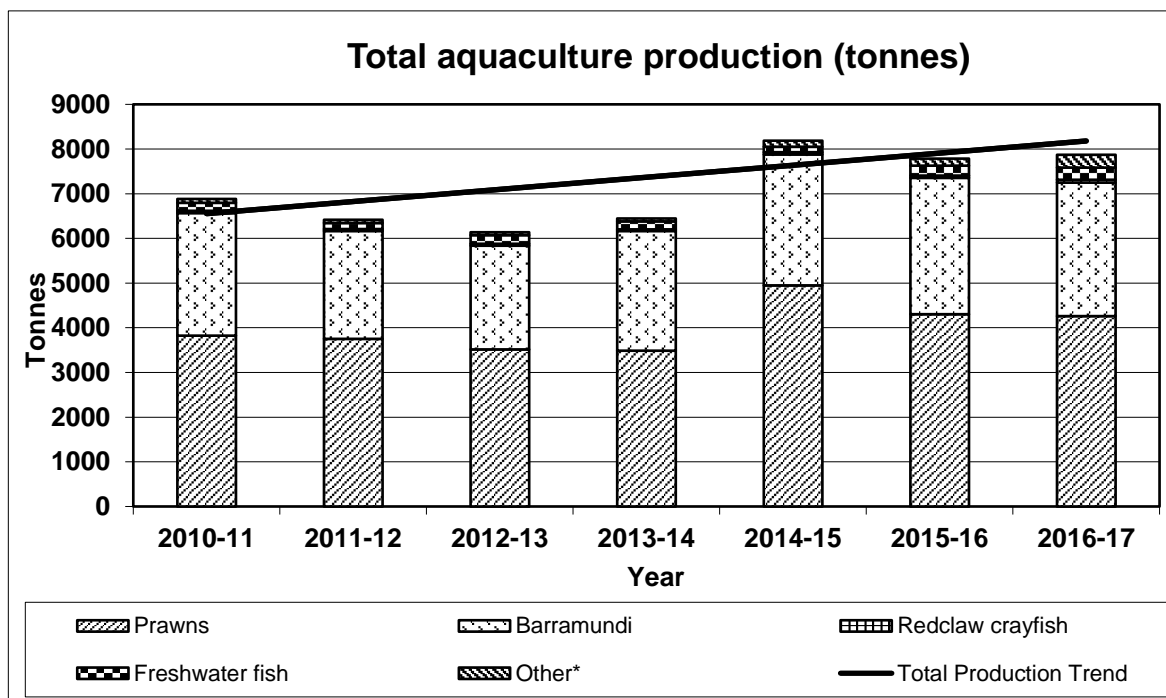 Total aquaculture production (tonnes)
9000
8000
7000
6000
5000
4000
3000
2000
1000
0
Tonnes
2010-11 2011-12 2012-13 2013-14 2014-15 2015-16 2016-17
Year
Prawns Barramundi Redclaw crayfish
Freshwater fish Other* Total Production Trend